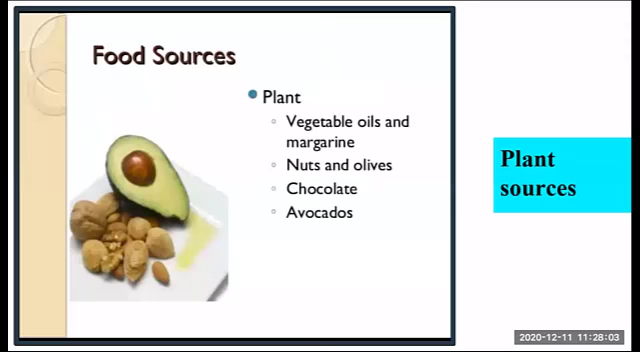 Food Sources
Plant
Vegetable oils and
margarine
Nuts and olives
Chocolate
Avocados
Plant
sources
2020-12-11 11:28:03